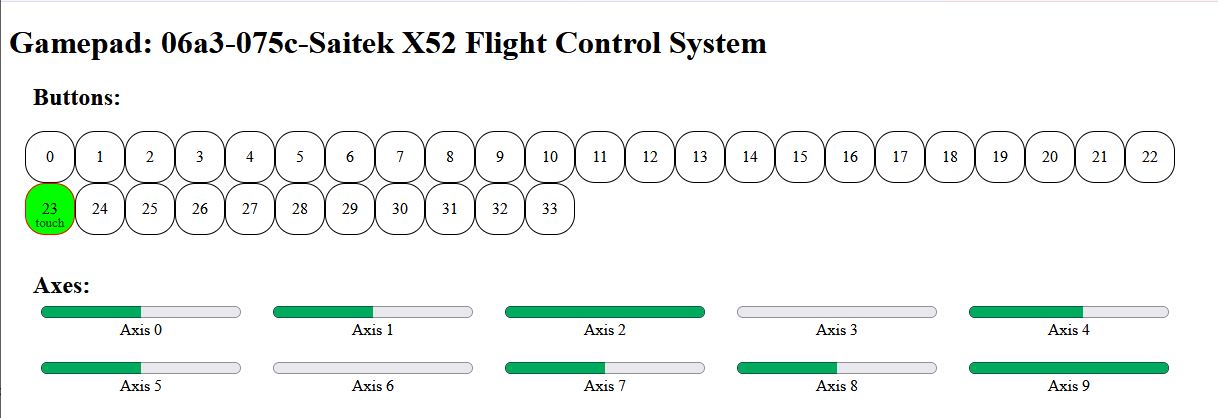 Gamepad: 06a3-075c-Saitek X52 Flight Control System
Buttons:
0 1 2 3 4 5 6 7 8 9 10 11 12 13 14 15 16 17 18 19 20 21 22
23 24 25 26 27 28 29 30 31 32 33
touch
Axes:
Axis 0 Axis 1 Axis 2 Axis 3 Axis 4
Axis 5 Axis 6 Axis 7 Axis 8 Axis 9